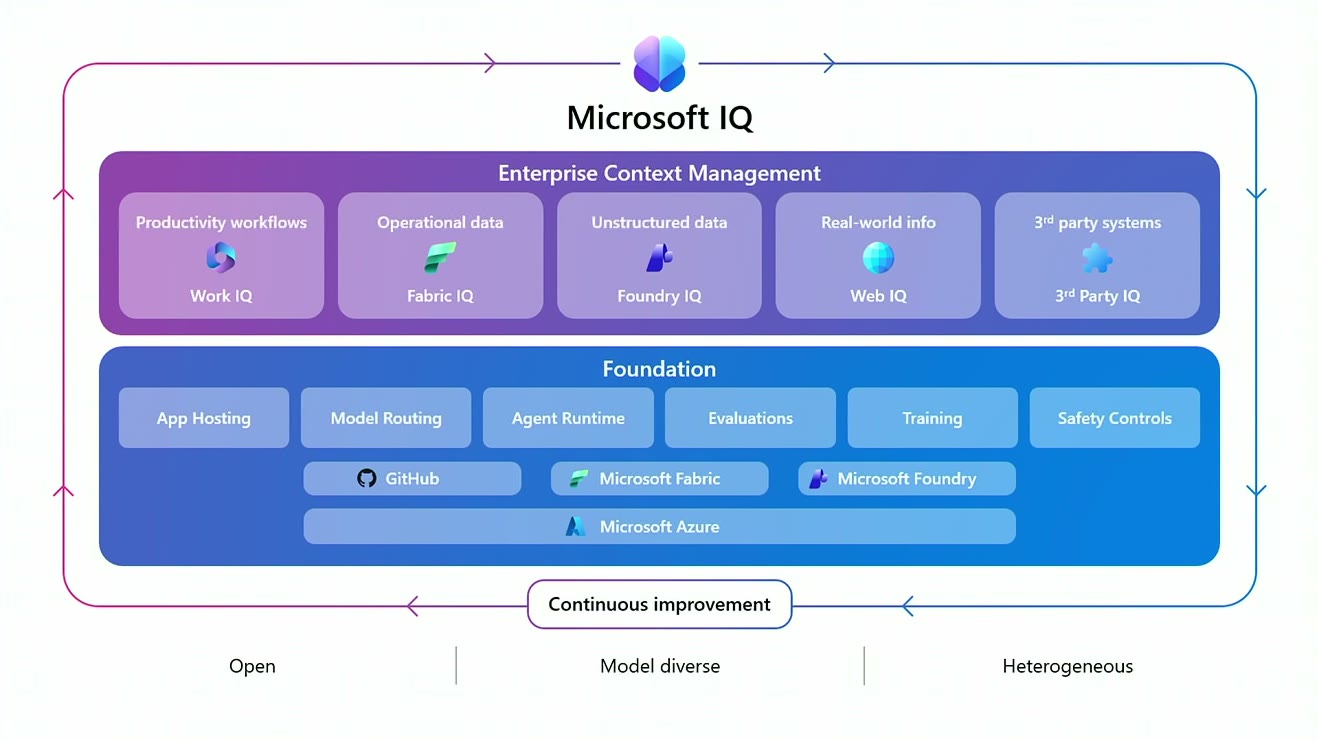 Microsoft IQ
Enterprise Context Management
Productivity workflows
Work IQ
Operational data
Fabric IQ
Unstructured data
Foundry IQ
Real-world info
Web IQ
3rd party systems
3rd Party IQ
Foundation
App Hosting
Model Routing
Agent Runtime
Evaluations
Training
Safety Controls
GitHub
Microsoft Fabric
Microsoft Foundry
Microsoft Azure
Continuous improvement
Open
Model diverse
Heterogeneous